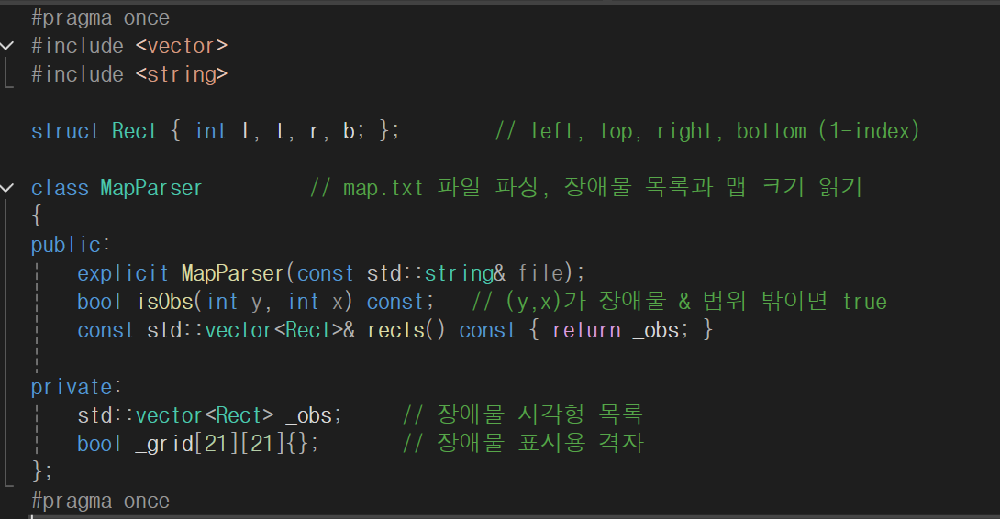 #pragma once
#include <vector>
#include <string>
struct Rect { int l, t, r, b; };          // left, top, right, bottom (1-index)
class MapParser          // map.txt 파일 파싱, 장애물 목록과 맵 크기 읽기
{
public:
    explicit MapParser(const std::string& file);
    bool isObs(int y, int x) const;    // (y,x)가 장애물 & 범위 밖이면 true
    const std::vector<Rect>& rects() const { return _obs; }
private:
    std::vector<Rect> _obs;      // 장애물 사각형 목록
    bool _grid[21][21]{};        // 장애물 표시용 격자
};
#pragma once